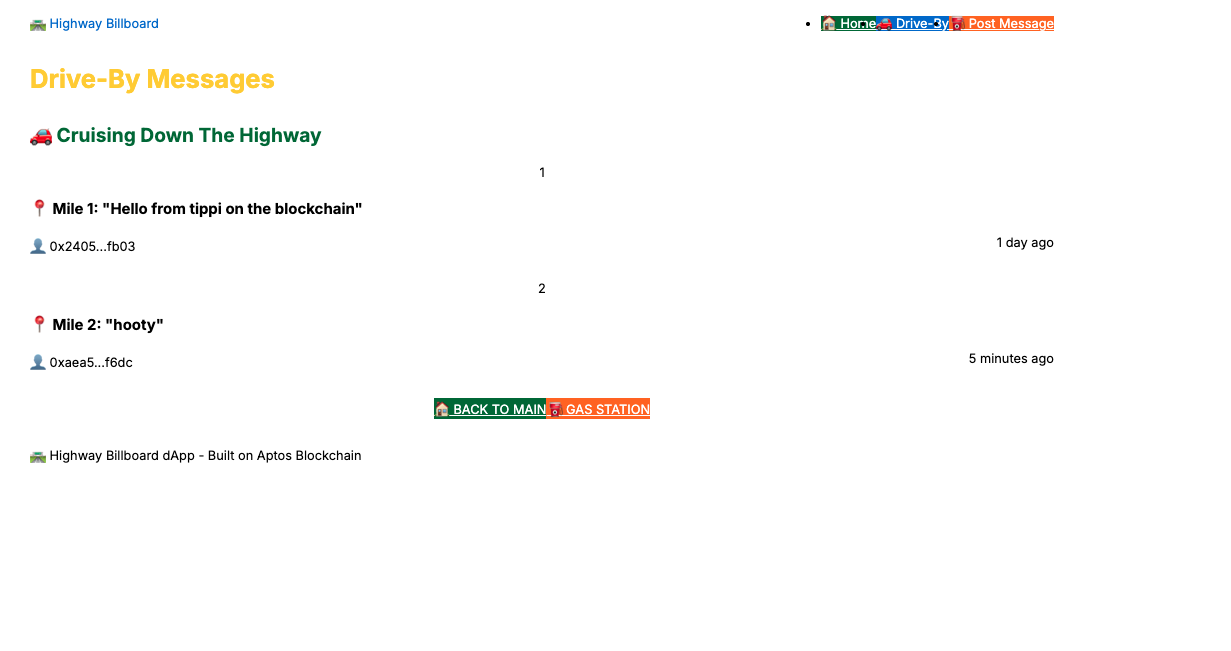 🛣️ Highway Billboard
🏠 Home 🚗 Drive-By ⛽ Post Message
Drive-By Messages
🚗 Cruising Down The Highway
1
📍 Mile 1: "Hello from tippi on the blockchain"
👤 0x2405...fb03
1 day ago
2
📍 Mile 2: "hooty"
👤 0xaea5...f6dc
5 minutes ago
🏠 BACK TO MAIN ⛽ GAS STATION
🛣️ Highway Billboard dApp - Built on Aptos Blockchain